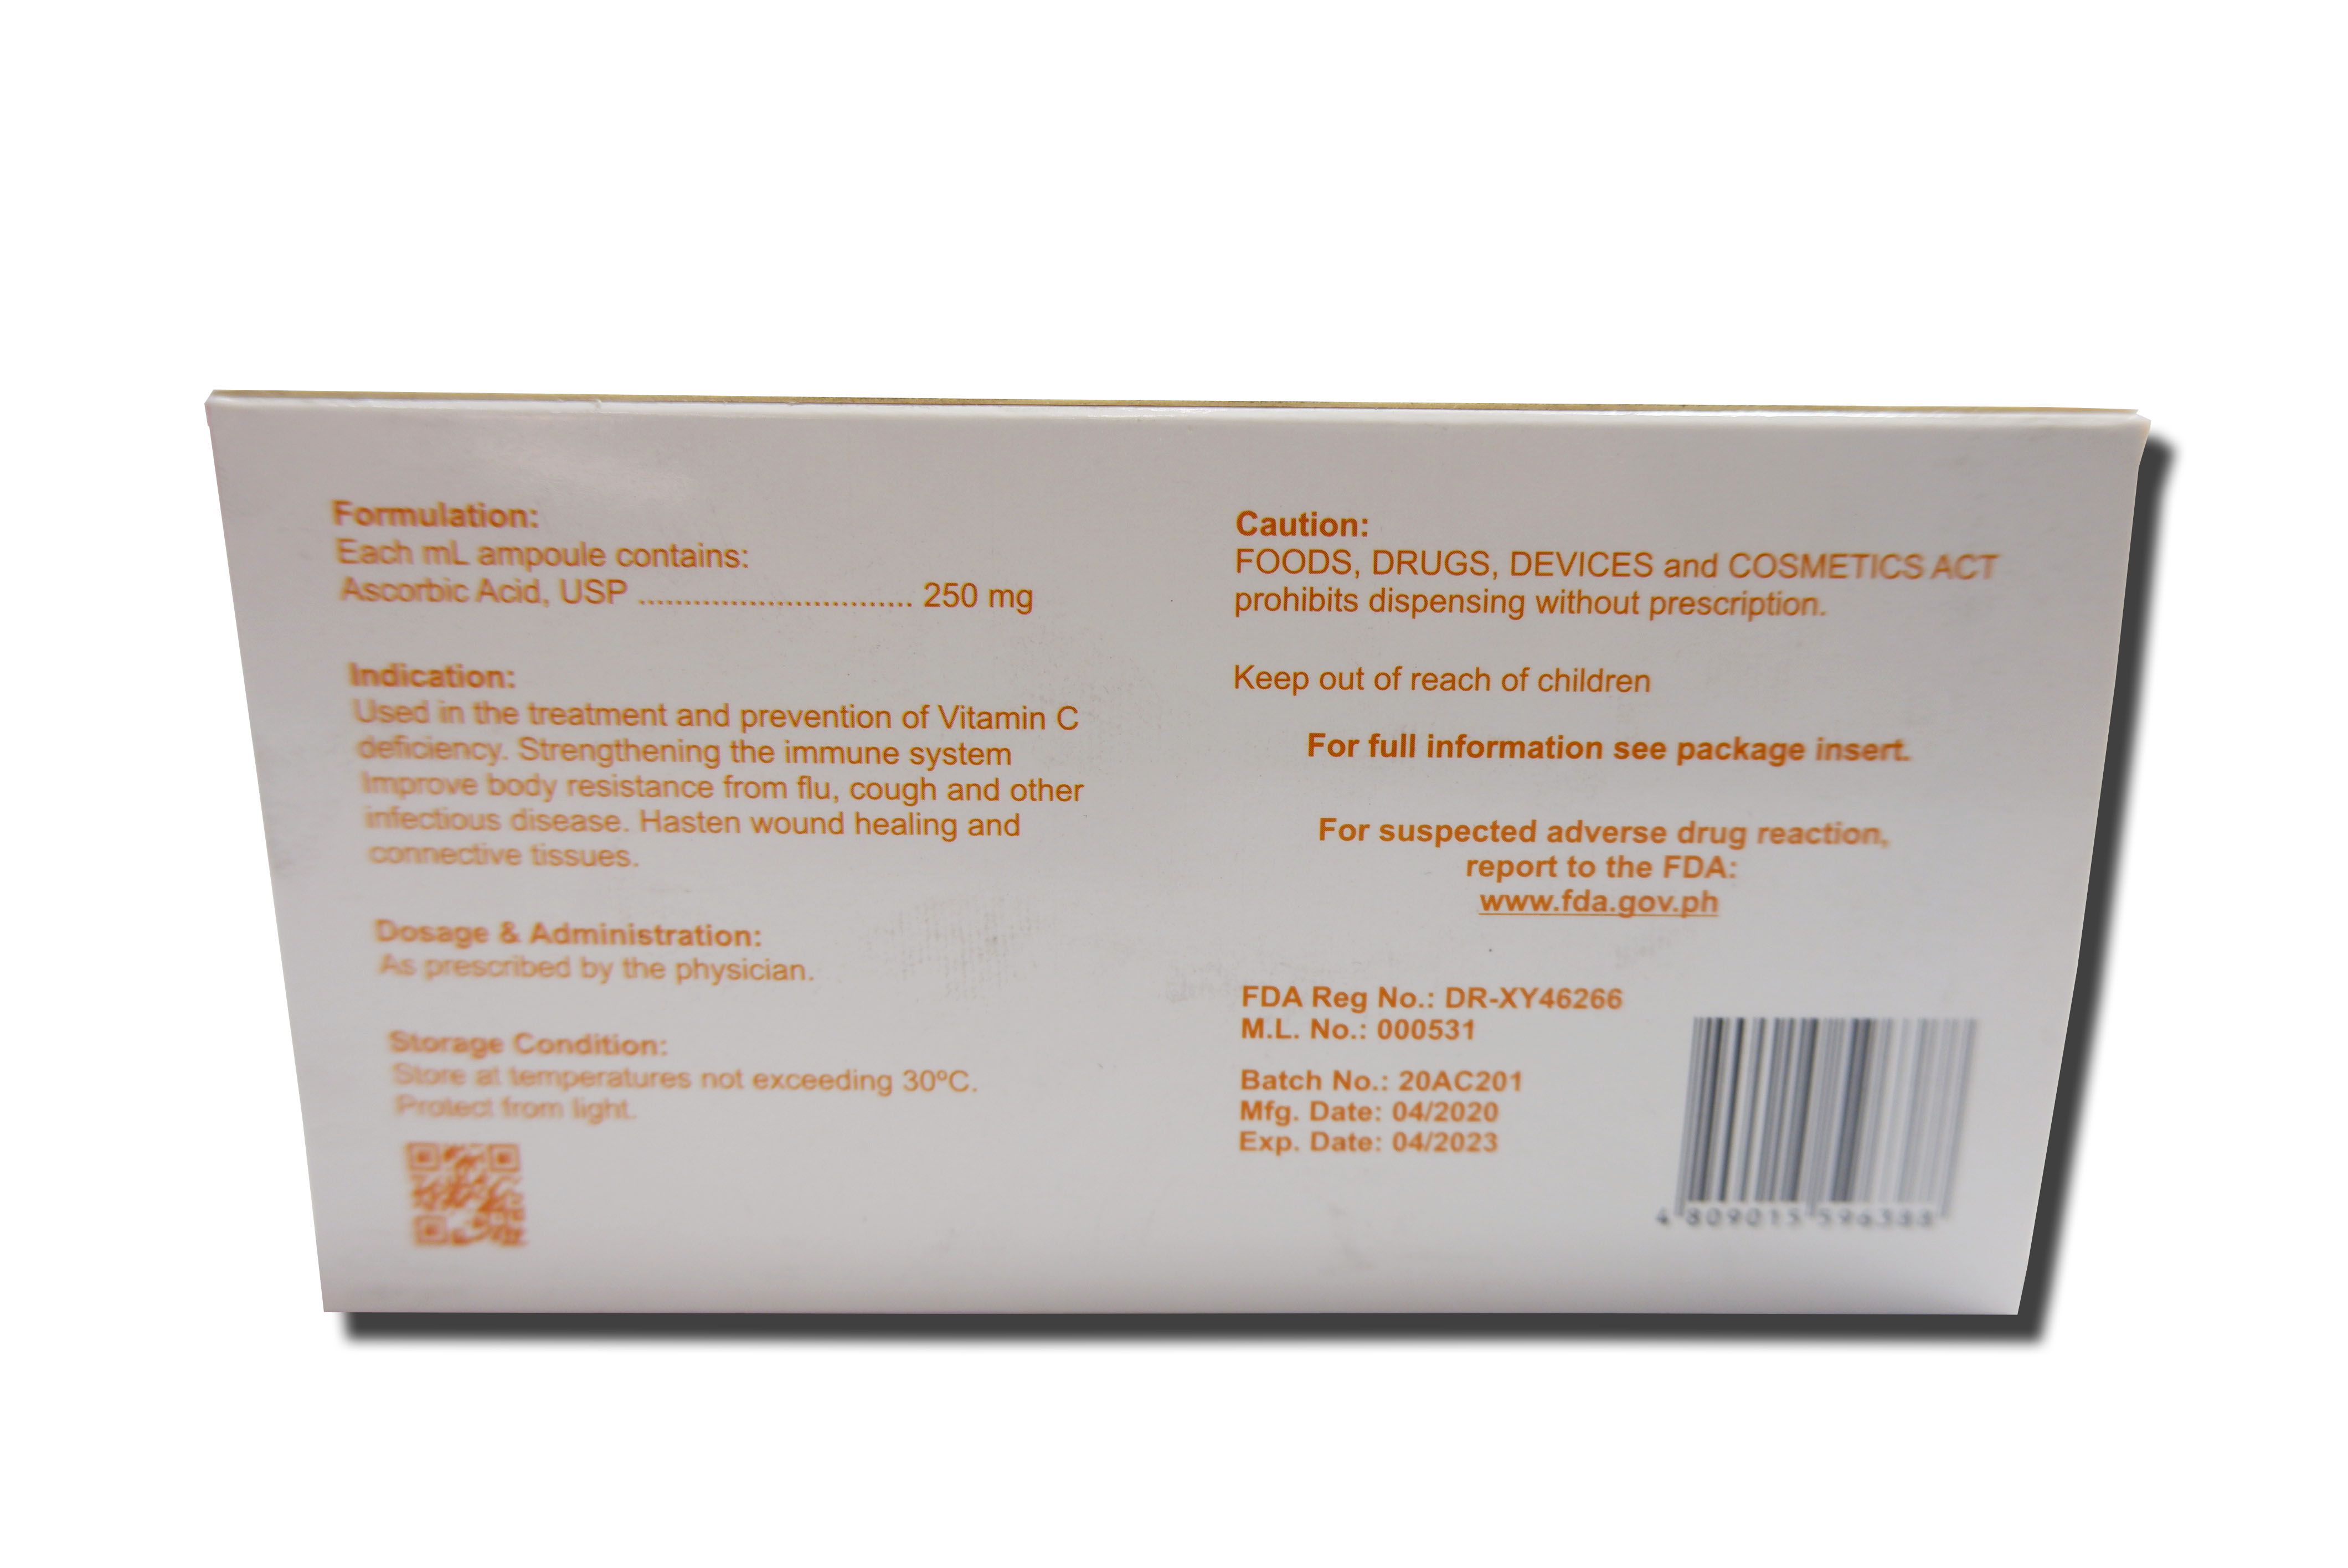 Formulation:
Each mL ampoule contains:
Ascorbic Acid, USP .............................. 250 mg
Indication:
Used in the treatment and prevention of Vitamin C
deficiency. Strengthening the immune system
Improve body resistance from flu, cough and other
infectious disease. Hasten wound healing and
connective tissues.
Dosage & Administration:
As prescribed by the physician.
Storage Condition:
Store at temperatures not exceeding 30ºC.
Protect from light.
Caution:
FOODS, DRUGS, DEVICES and COSMETICS ACT
prohibits dispensing without prescription.
Keep out of reach of children
For full information see package insert.
For suspected adverse drug reaction,
report to the FDA:
www.fda.gov.ph
FDA Reg No.: DR-XY46266
M.L. No.: 000531
Batch No.: 20AC201
Mfg. Date: 04/2020
Exp. Date: 04/2023
4 809015 596388